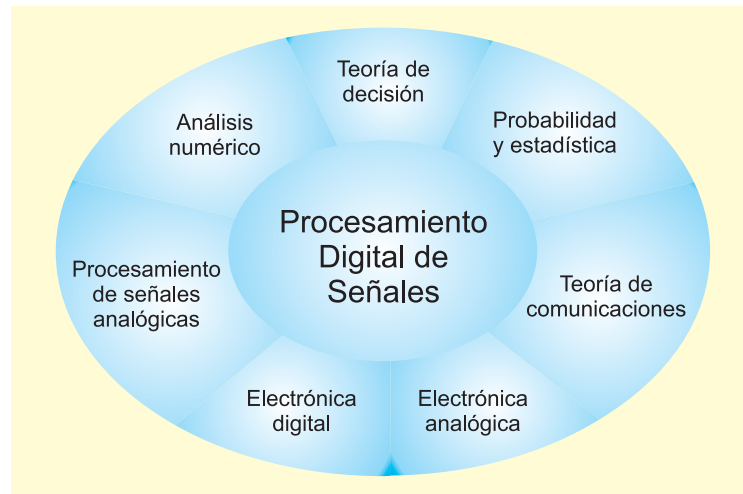 Teoría de
decisión
Probabilidad
y estadística
Teoría de
comunicaciones
Electrónica
analógica
Electrónica
digital
Procesamiento
de señales
analógicas
Análisis
numérico
Procesamiento
Digital de
Señales